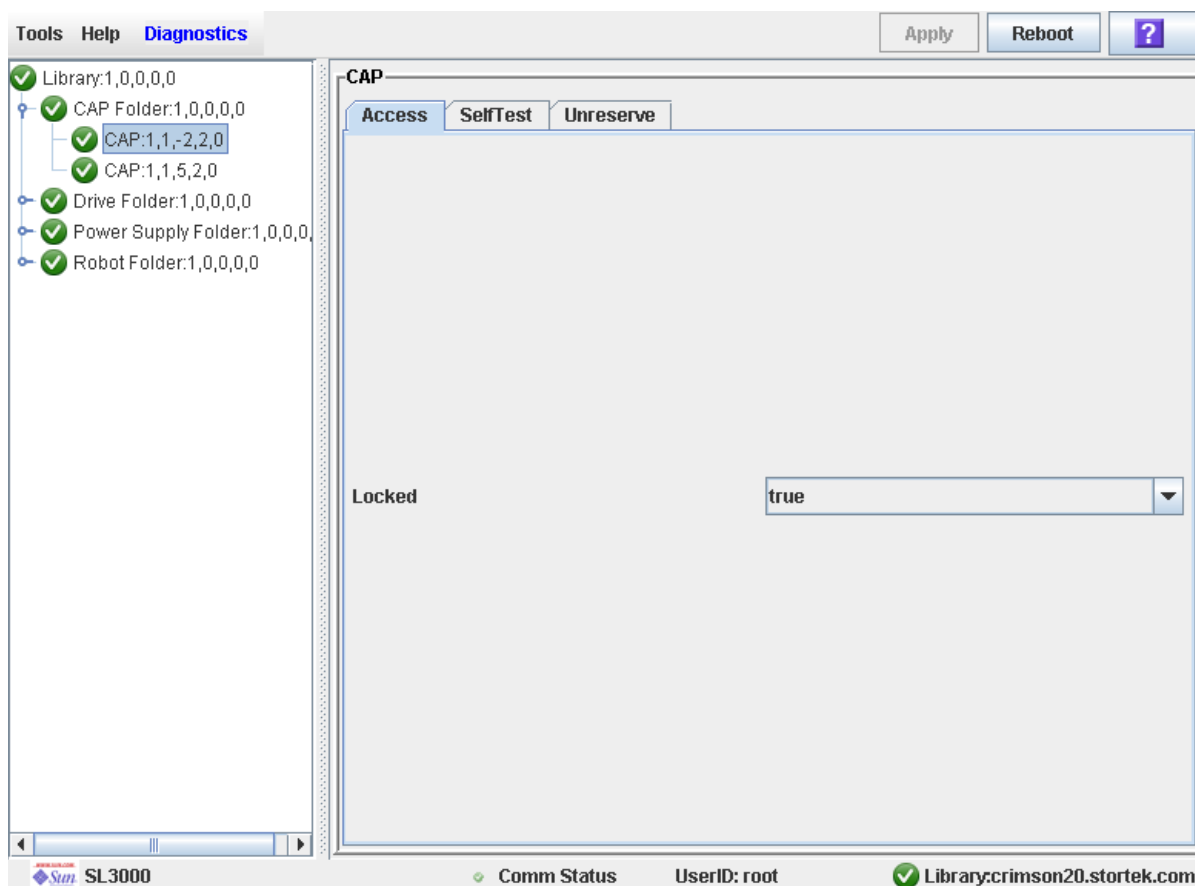 Tools Help Diagnostics Apply Reboot ?
Library:1,0,0,0,0
CAP Folder:1,0,0,0,0
CAP:1,1,-2,2,0
CAP:1,1,5,2,0
Drive Folder:1,0,0,0,0
Power Supply Folder:1,0,0,0,
Robot Folder:1,0,0,0,0
CAP
Access SelfTest Unreserve
Locked true
Sun SL3000 Comm Status UserID: root Library:crimson20.stortek.com